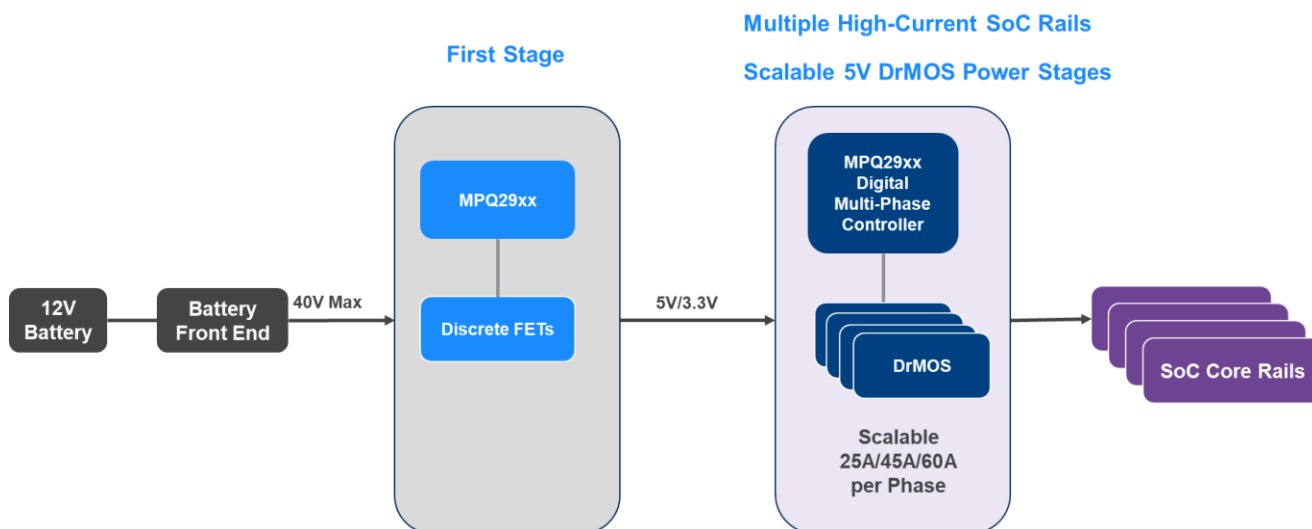 Multiple High-Current SoC Rails
First Stage
Scalable 5V DrMOS Power Stages
MPQ29xx
MPQ29xx
Digital
Multi-Phase
Controller
12V
Battery
Battery
Front End
40V Max
Discrete FETs
5V/3.3V
DrMOS
SoC Core Rails
Scalable
25A/45A/60A
per Phase